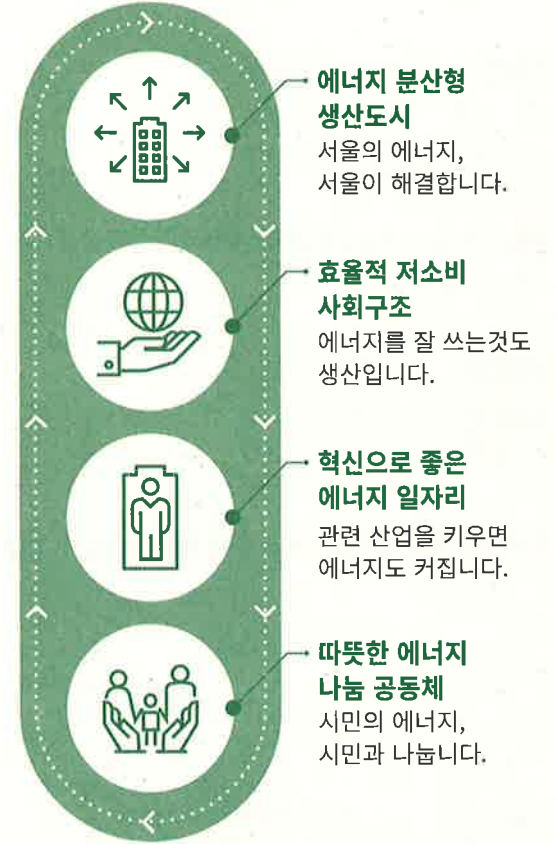 에너지 분산형
생산도시
서울의 에너지,
서울이 해결합니다.
효율적 저소비
사회구조
에너지를 잘 쓰는것도
생산입니다.
혁신으로 좋은
에너지 일자리
관련 산업을 키우면
에너지도 커집니다.
따뜻한 에너지
나눔 공동체
시민의 에너지,
시민과 나눕니다.